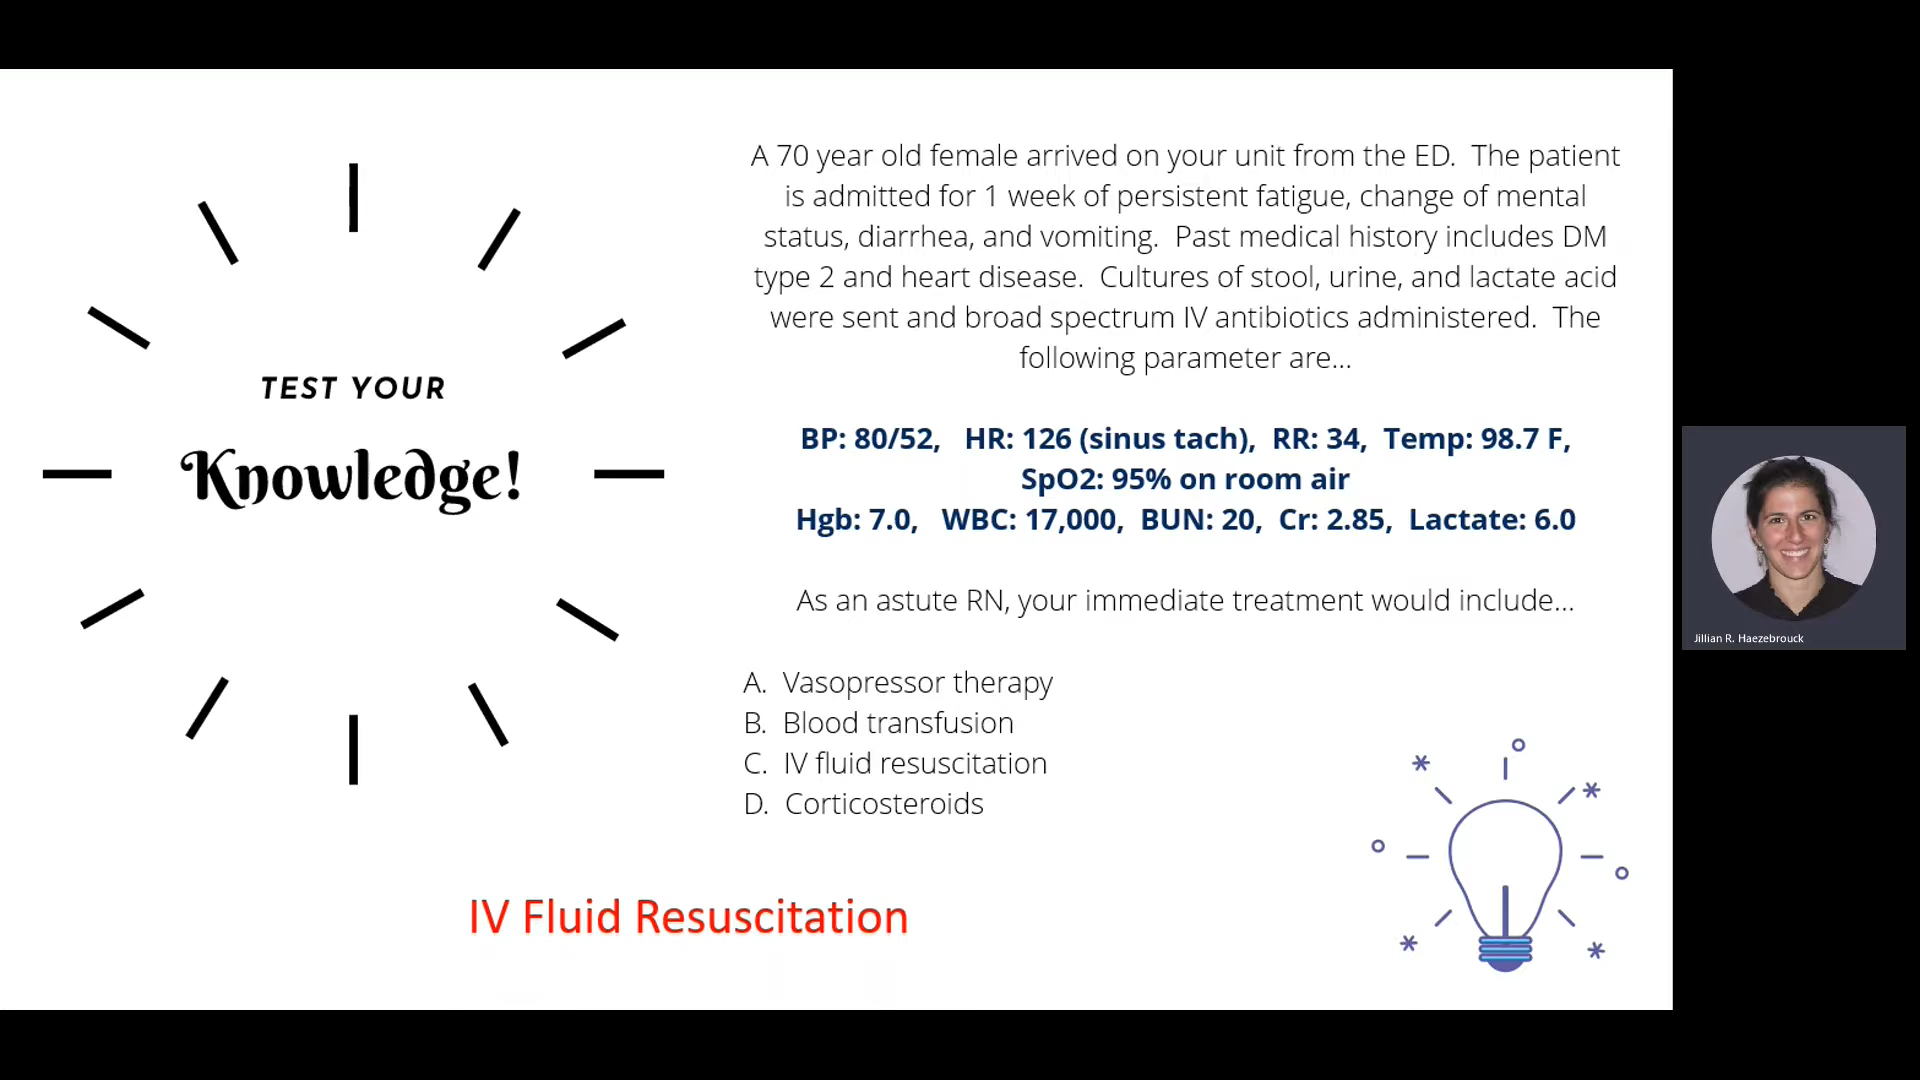 TEST YOUR
Knowledge!
A 70 year old female arrived on your unit from the ED. The patient
is admitted for 1 week of persistent fatigue, change of mental
status, diarrhea, and vomiting. Past medical history includes DM
type 2 and heart disease. Cultures of stool, urine, and lactate acid
were sent and broad spectrum IV antibiotics administered. The
following parameter are...
BP: 80/52, HR: 126 (sinus tach), RR: 34, Temp: 98.7 F,
SpO2: 95% on room air
Hgb: 7.0, WBC: 17,000, BUN: 20, Cr: 2.85, Lactate: 6.0
As an astute RN, your immediate treatment would include...
A. Vasopressor therapy
B. Blood transfusion
C. IV fluid resuscitation
D. Corticosteroids
IV Fluid Resuscitation
Jillian R. Haezebrouck